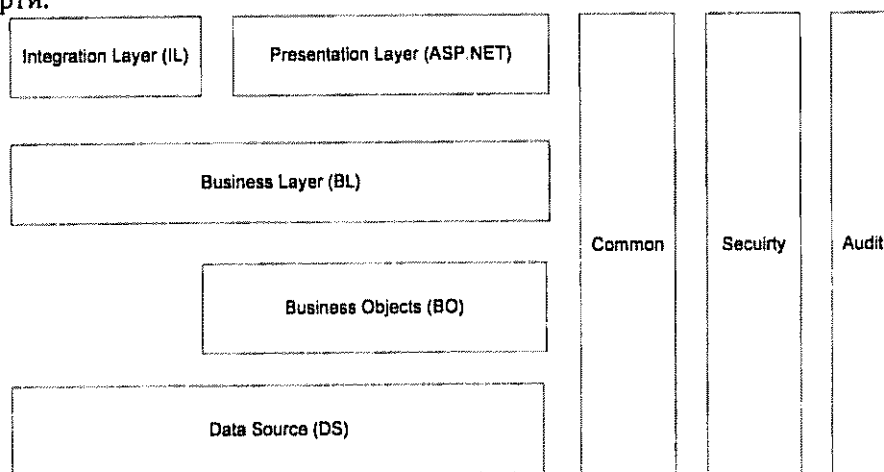 Integration Layer (IL)
Presentation Layer (ASP.NET)
Business Layer (BL)
Common
Secuirty
Audit
Business Objects (BO)
Data Source (DS)